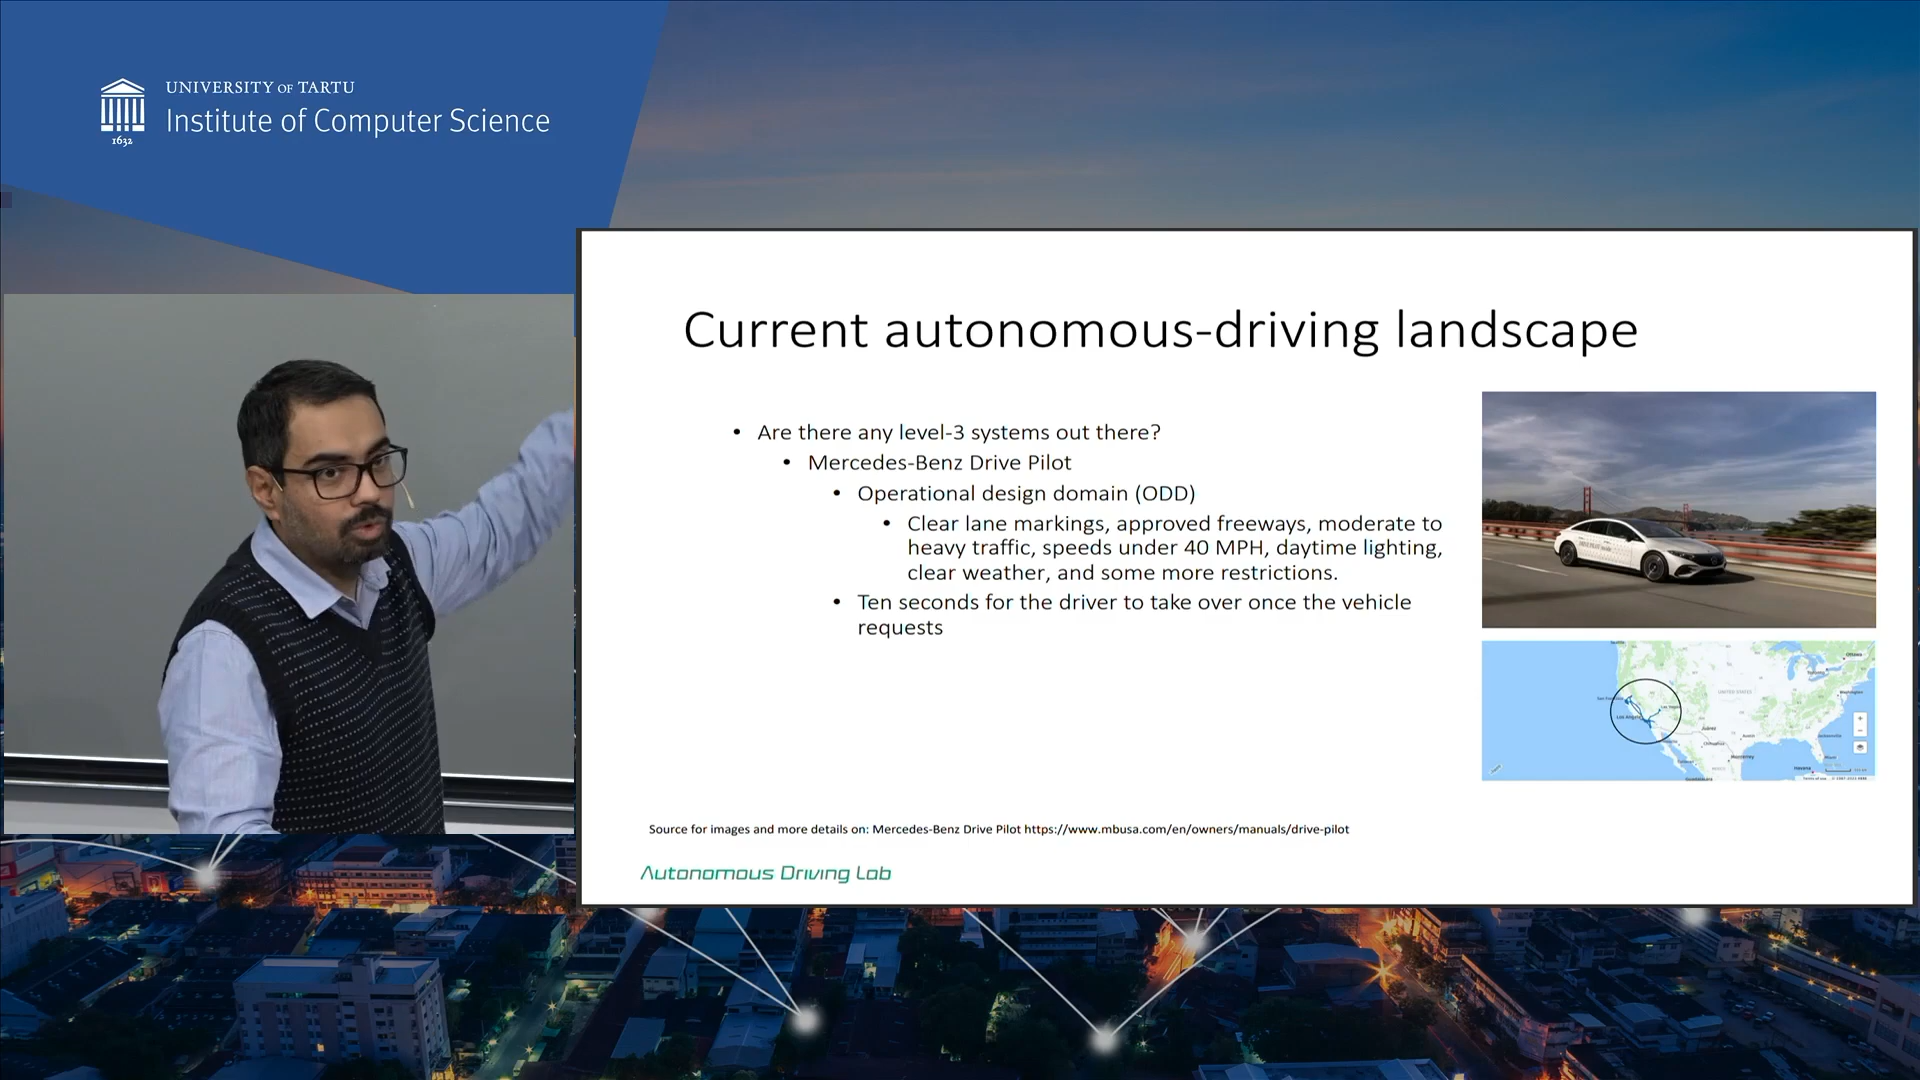 UNIVERSITY OF TARTU
Institute of Computer Science
1632
Current autonomous-driving landscape
• Are there any level-3 systems out there?
• Mercedes-Benz Drive Pilot
• Operational design domain (ODD)
• Clear lane markings, approved freeways, moderate to
heavy traffic, speeds under 40 MPH, daytime lighting,
clear weather, and some more restrictions.
• Ten seconds for the driver to take over once the vehicle
requests
UNITED STATES
Los Angeles
Source for images and more details on: Mercedes-Benz Drive Pilot https://www.mbusa.com/en/owners/manuals/drive-pilot
Autonomous Driving Lab